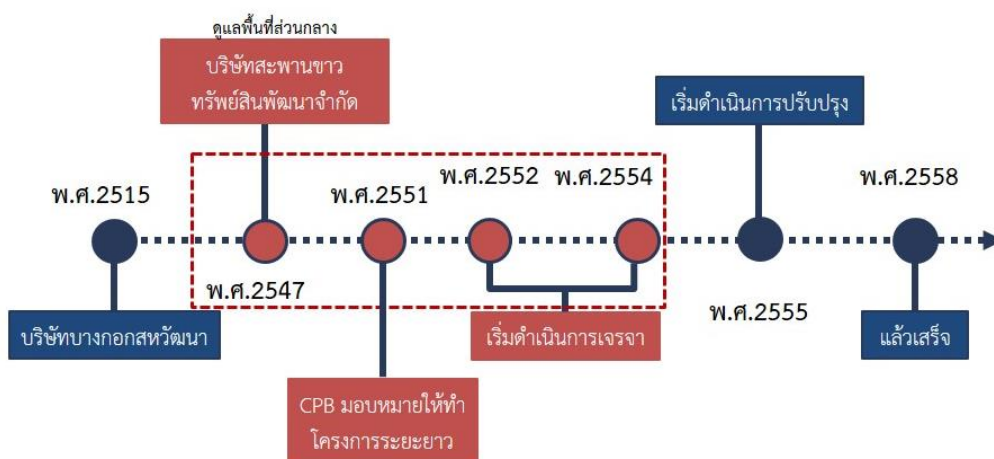 ดูแลพื้นที่ส่วนกลาง
บริษัทสะพานขาว
ทรัพย์สินพัฒนาจำกัด
เริ่มดำเนินการปรับปรุง
พ.ศ.2515
พ.ศ.2551
พ.ศ.2552
พ.ศ.2554
พ.ศ.2558
พ.ศ.2547
พ.ศ.2555
บริษัทบางกอกสหวัฒนา
เริ่มดำเนินการเจรจา
แล้วเสร็จ
CPB มอบหมายให้ทำ
โครงการระยะยาว